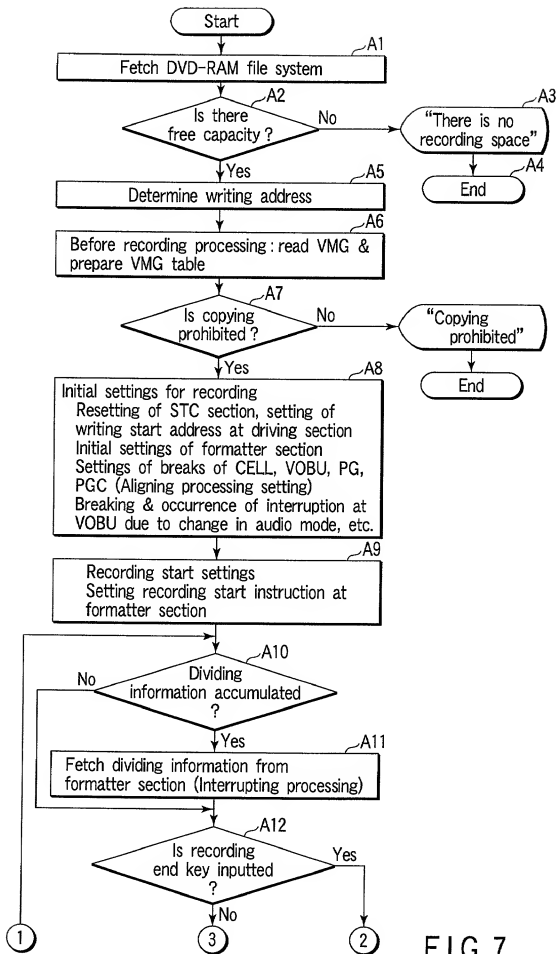 Start
A1
Fetch DVD-RAM file system
A2
Is there
free capacity ?
No
A3
"There is no
recording space"
A4
End
Yes
A5
Determine writing address
A6
Before recording processing : read VMG &
prepare VMG table
A7
Is copying
prohibited ?
No
"Copying
prohibited"
End
Yes
A8
Initial settings for recording
Resetting of STC section, setting of
writing start address at driving section
Initial settings of formatter section
Settings of breaks of CELL, VOBU, PG,
PGC (Aligning processing setting)
Breaking & occurrence of interruption at
VOBU due to change in audio mode, etc.
A9
Recording start settings
Setting recording start instruction at
formatter section
A10
No
Dividing
information accumulated
?
Yes
A11
Fetch dividing information from
formatter section (Interrupting processing)
A12
Is recording
end key inputted
?
Yes
No
1
3
2
FIG. 7